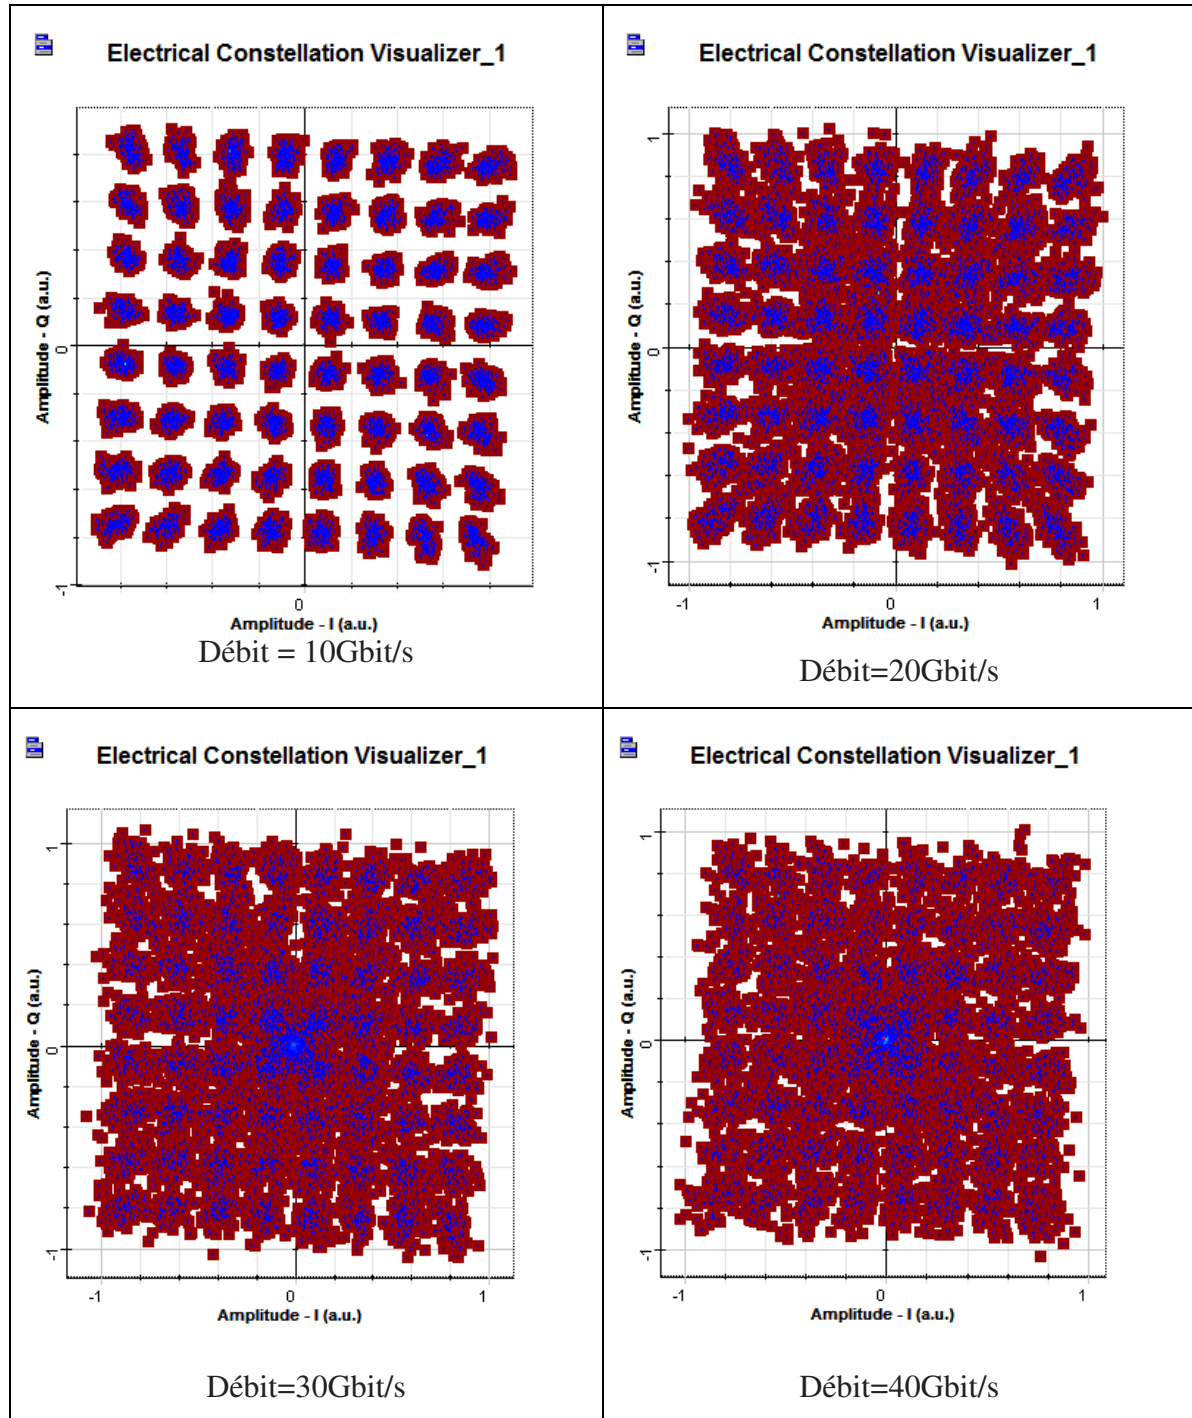 Electrical Constellation Visualizer_1
Amplitude - Q (a.u.)
0
-1
0
Amplitude - I (a.u.)
Débit = 10Gbit/s
Electrical Constellation Visualizer_1
Amplitude - Q (a.u.)
1
0
-1
-1 0 1
Amplitude - I (a.u.)
Débit=20Gbit/s
Electrical Constellation Visualizer_1
Amplitude - Q (a.u.)
1
0
-1
-1 0 1
Amplitude - I (a.u.)
Débit=30Gbit/s
Electrical Constellation Visualizer_1
Amplitude - Q (a.u.)
1
0
-1
-1 0 1
Amplitude - I (a.u.)
Débit=40Gbit/s